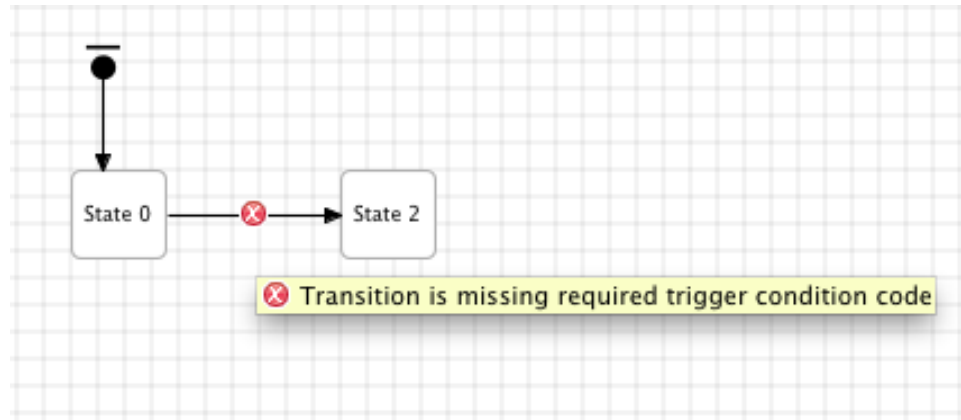 State 0
State 2
Transition is missing required trigger condition code